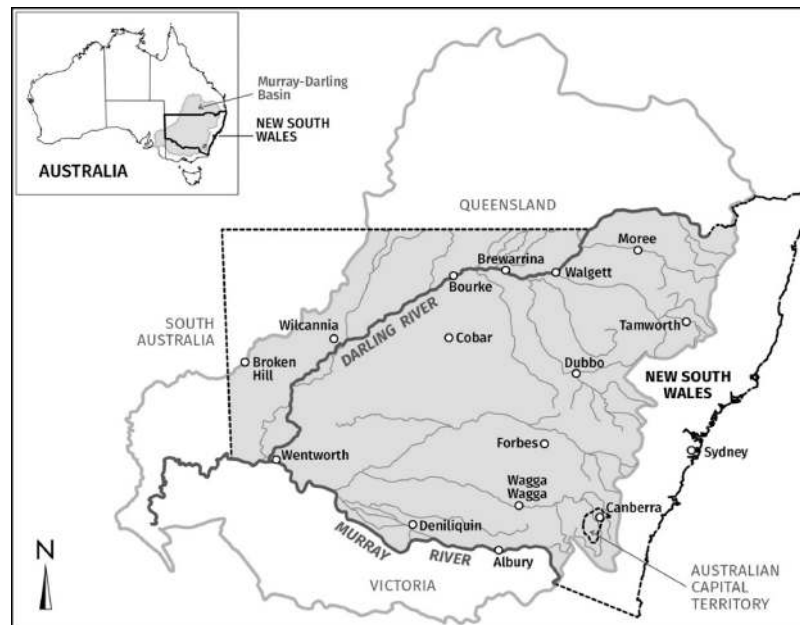 Murray-Darling
Basin
NEW SOUTH
WALES
AUSTRALIA
QUEENSLAND
Moree
Brewarrina
Walgett
Bourke
SOUTH
AUSTRALIA
Wilcannia
DARLING RIVER
Cobar
Tamworth
Broken
Hill
Dubbo
NEW SOUTH
WALES
Forbes
Sydney
Wentworth
Wagga
Wagga
Canberra
Deniliquin
MURRAY RIVER
Albury
N
VICTORIA
AUSTRALIAN
CAPITAL
TERRITORY